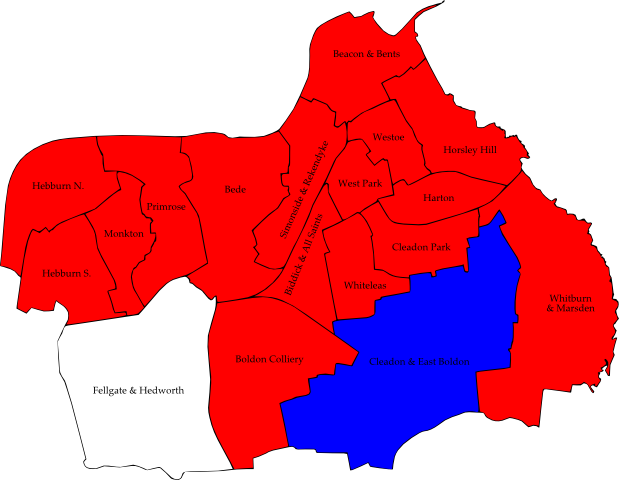 Beacon & Bents
Westoe
Horsley Hill
Simonside & Rekendyke
West Park
Hebburn N.
Primrose
Bede
Harton
Monkton
Biddick & All Saints
Cleadon Park
Hebburn S.
Whiteleas
Whitburn
& Marsden
Boldon Colliery
Cleadon & East Boldon
Fellgate & Hedworth